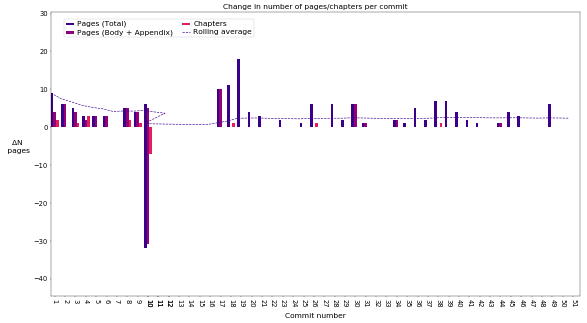 Change in number of pages/chapters per commit
Pages (Total)
Pages (Body + Appendix)
Chapters
Rolling average
30
20
10
0
−10
−20
−30
−40
ΔN
pages
1 2 3 4 5 6 7 8 9 10 11 12 13 14 15 16 17 18 19 20 21 22 23 24 25 26 27 28 29 30 31 32 33 34 35 36 37 38 39 40 41 42 43 44 45 46 47 48 49 50 51
Commit number